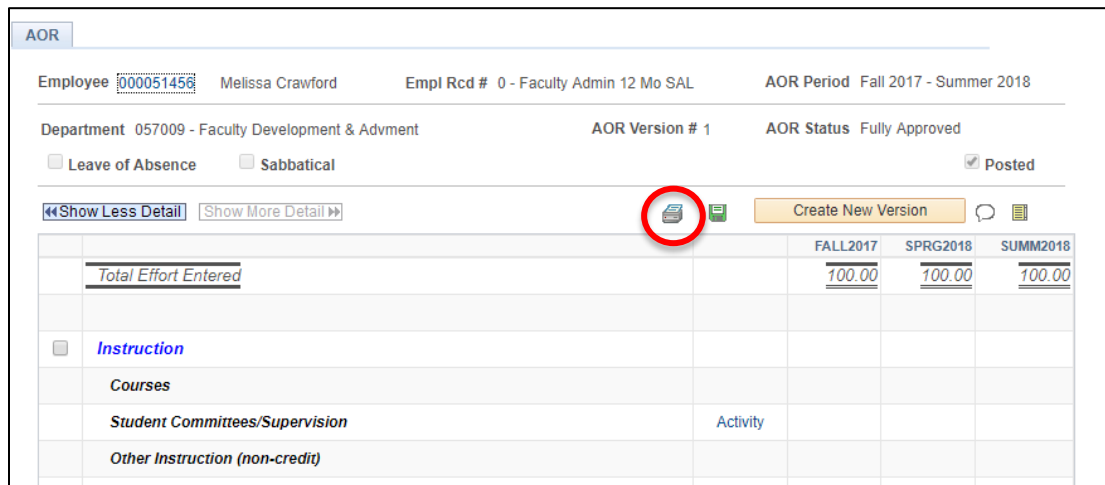 AOR
Employee 000051456 Melissa Crawford Empl Rcd # 0 - Faculty Admin 12 Mo SAL AOR Period Fall 2017 - Summer 2018
Department 057009 - Faculty Development & Advment AOR Version # 1 AOR Status Fully Approved
Leave of Absence Sabbatical Posted
Show Less Detail Show More Detail Create New Version
FALL2017 SPRG2018 SUMM2018
Total Effort Entered 100.00 100.00 100.00
Instruction
Courses
Student Committees/Supervision Activity
Other Instruction (non-credit)